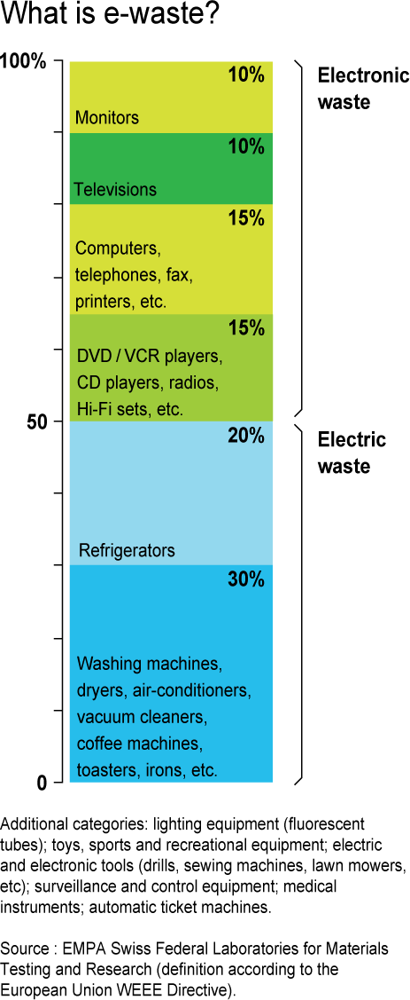 What is e-waste?
100%
10%
Electronic
waste
Monitors
10%
Televisions
15%
Computers,
telephones, fax,
printers, etc.
15%
DVD / VCR players,
CD players, radios,
Hi-Fi sets, etc.
50
20%
Electric
waste
Refrigerators
30%
Washing machines,
dryers, air-conditioners,
vacuum cleaners,
coffee machines,
toasters, irons, etc.
0
Additional categories: lighting equipment (fluorescent
tubes); toys, sports and recreational equipment; electric
and electronic tools (drills, sewing machines, lawn mowers,
etc); surveillance and control equipment; medical
instruments; automatic ticket machines.
Source : EMPA Swiss Federal Laboratories for Materials
Testing and Research (definition according to the
European Union WEEE Directive).